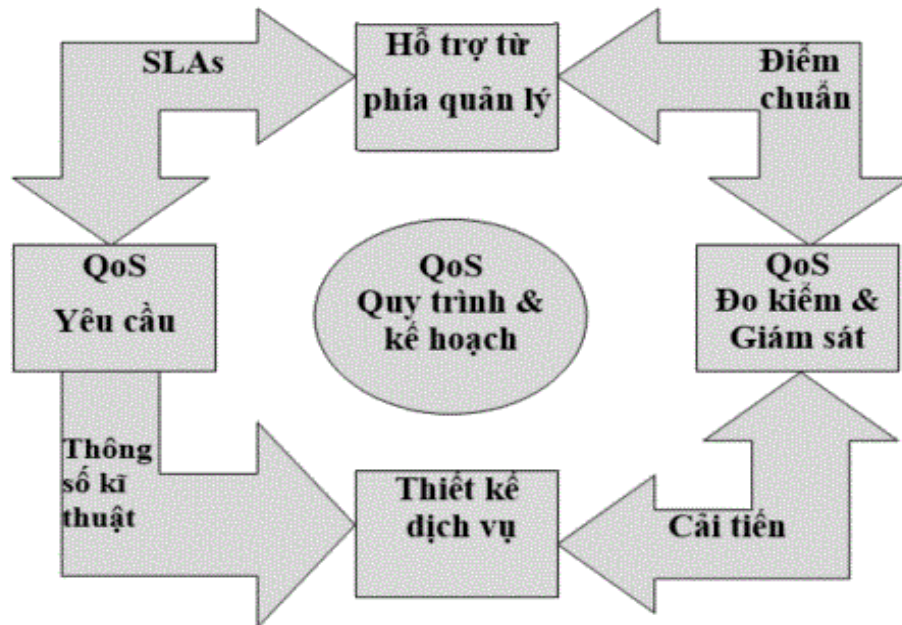 SLAs
Hỗ trợ từ
phía quản lý
Điểm
chuẩn
QoS
Yêu cầu
QoS
Quy trình &
kế hoạch
QoS
Đo kiểm &
Giám sát
Thông
số kĩ
thuật
Thiết kế
dịch vụ
Cải tiến